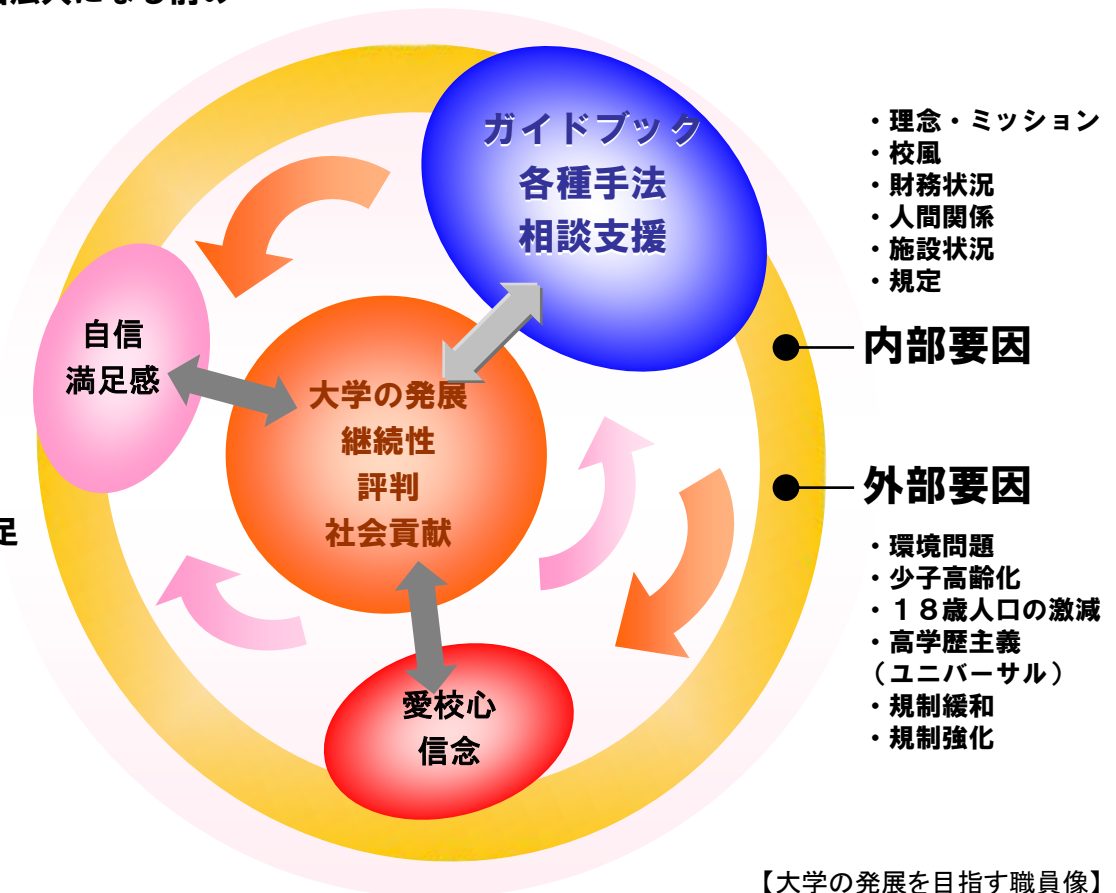 ガイドブック
各種手法
相談支援
自信
満足感
大学の発展
継続性
評判
社会貢献
愛校心
信念
・理念・ミッション
・校風
・財務状況
・人間関係
・施設状況
・規定
内部要因
外部要因
・環境問題
・少子高齢化
・１８歳人口の激減
・高学歴主義
（ユニバーサル）
・規制緩和
・規制強化
足
【大学の発展を目指す職員像】